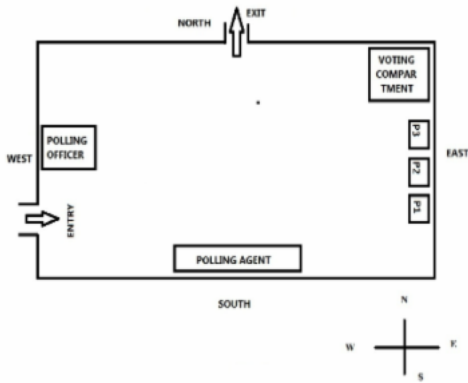 NORTH
EXIT
VOTING
COMPAR
TMENT
POLLING
OFFICER
WEST
P3
EAST
P2
P1
ENTRY
POLLING AGENT
SOUTH
N
W
E
S